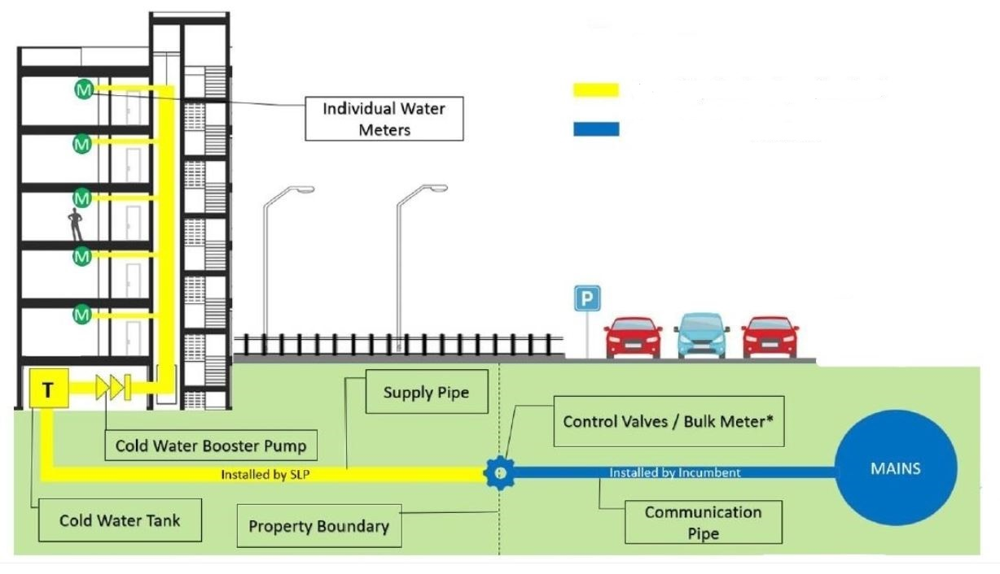 Individual Water
Meters
M
M
M
M
M
P
T
Supply Pipe
Control Valves / Bulk Meter*
Cold Water Booster Pump
Installed by SLP
Installed by Incumbent
MAINS
Cold Water Tank
Property Boundary
Communication
Pipe